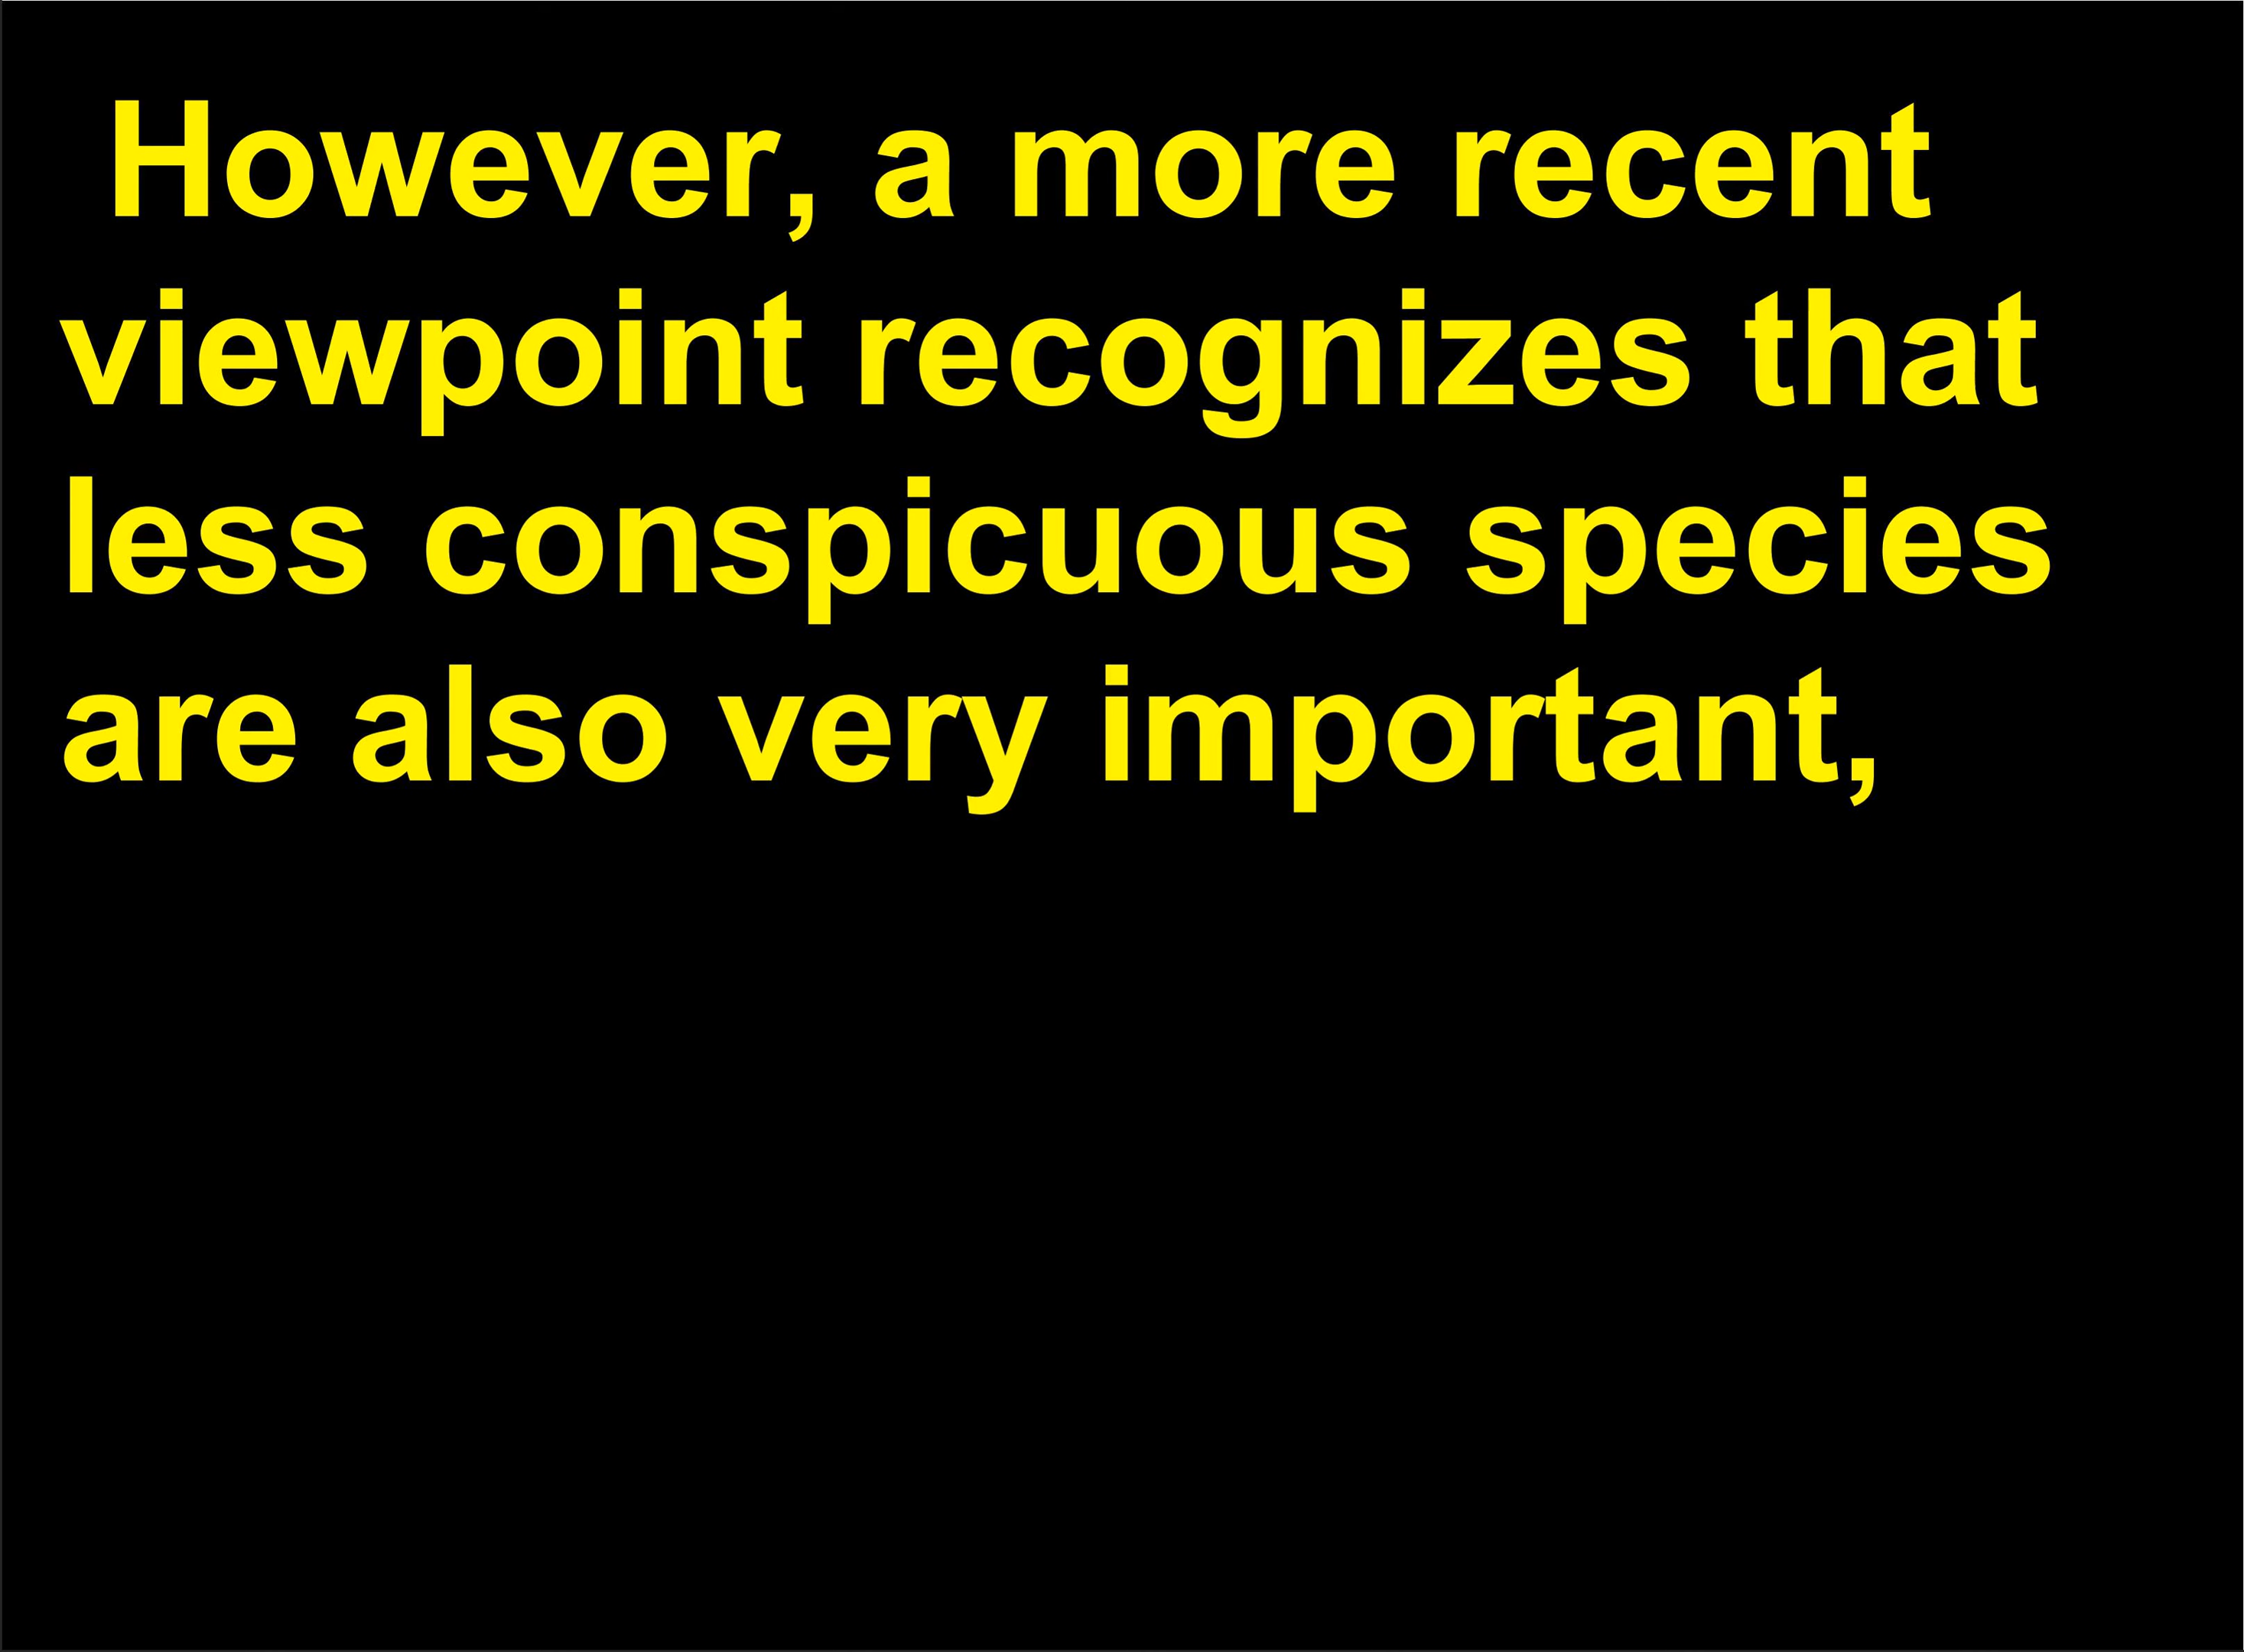 However, a more recent
viewpoint recognizes that
less conspicuous species
are also very important,